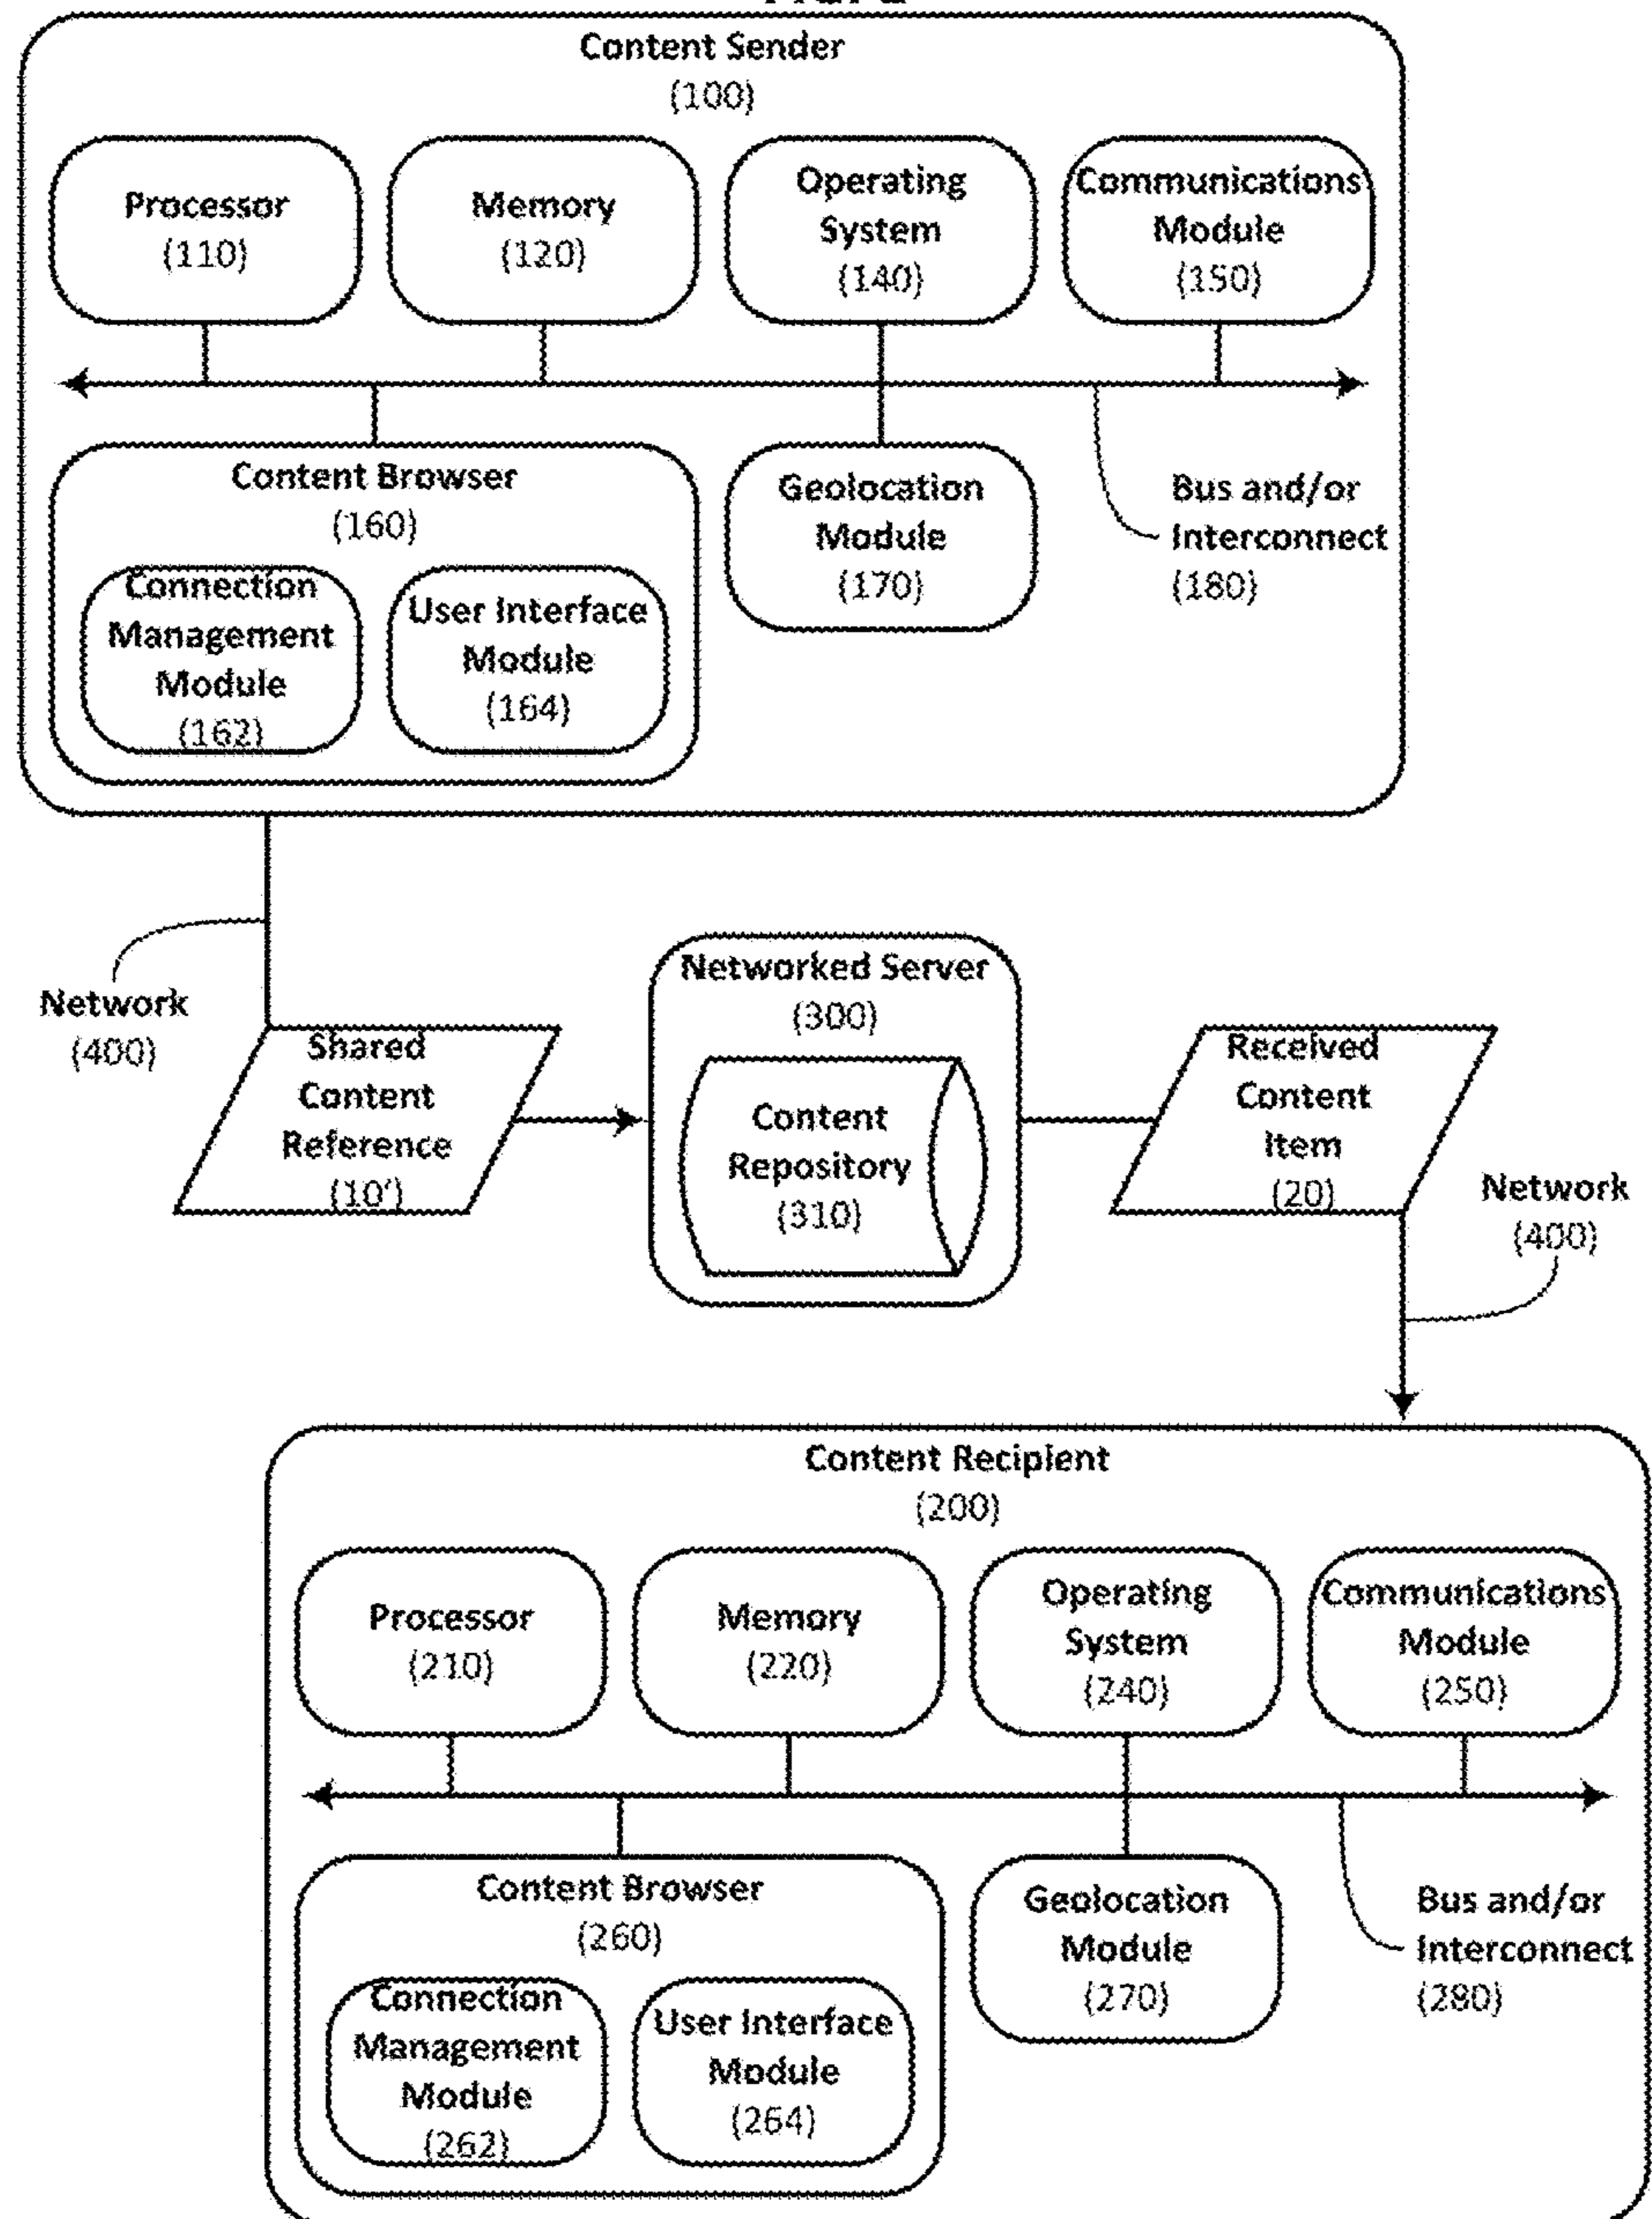 Content Sender
(100)
Processor
(110)
Memory
(120)
Operating
System
(140)
Communications
Module
(150)
Content Browser
(160)
Connection
Management
Module
(162)
User Interface
Module
(164)
Geolocation
Module
(170)
Bus and/or
Interconnect
(180)
Network
(400)
Shared
Content
Reference
(10')
Networked Server
(300)
Content
Repository
(310)
Received
Content
Item
(20)
Network
(400)
Content Recipient
(200)
Processor
(210)
Memory
(220)
Operating
System
(240)
Communications
Module
(250)
Content Browser
(260)
Connection
Management
Module
(262)
User Interface
Module
(264)
Geolocation
Module
(270)
Bus and/or
Interconnect
(280)